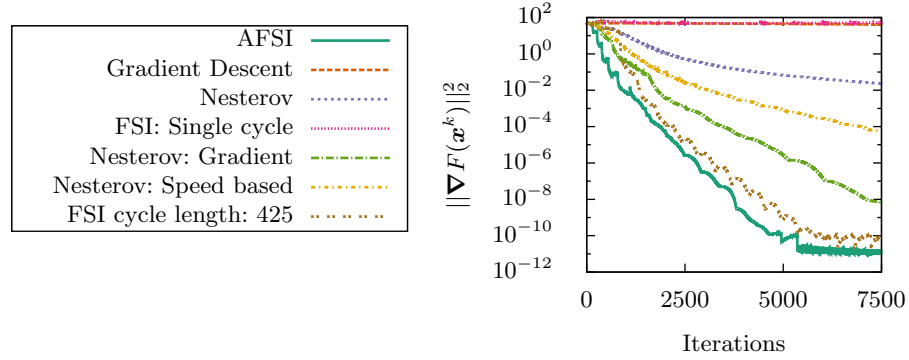 AFSI
Gradient Descent
Nesterov
FSI: Single cycle
Nesterov: Gradient
Nesterov: Speed based
FSI cycle length: 425
||∇F(x^k)||_2^2
10^2
10^0
10^-2
10^-4
10^-6
10^-8
10^-10
10^-12
0 2500 5000 7500
Iterations